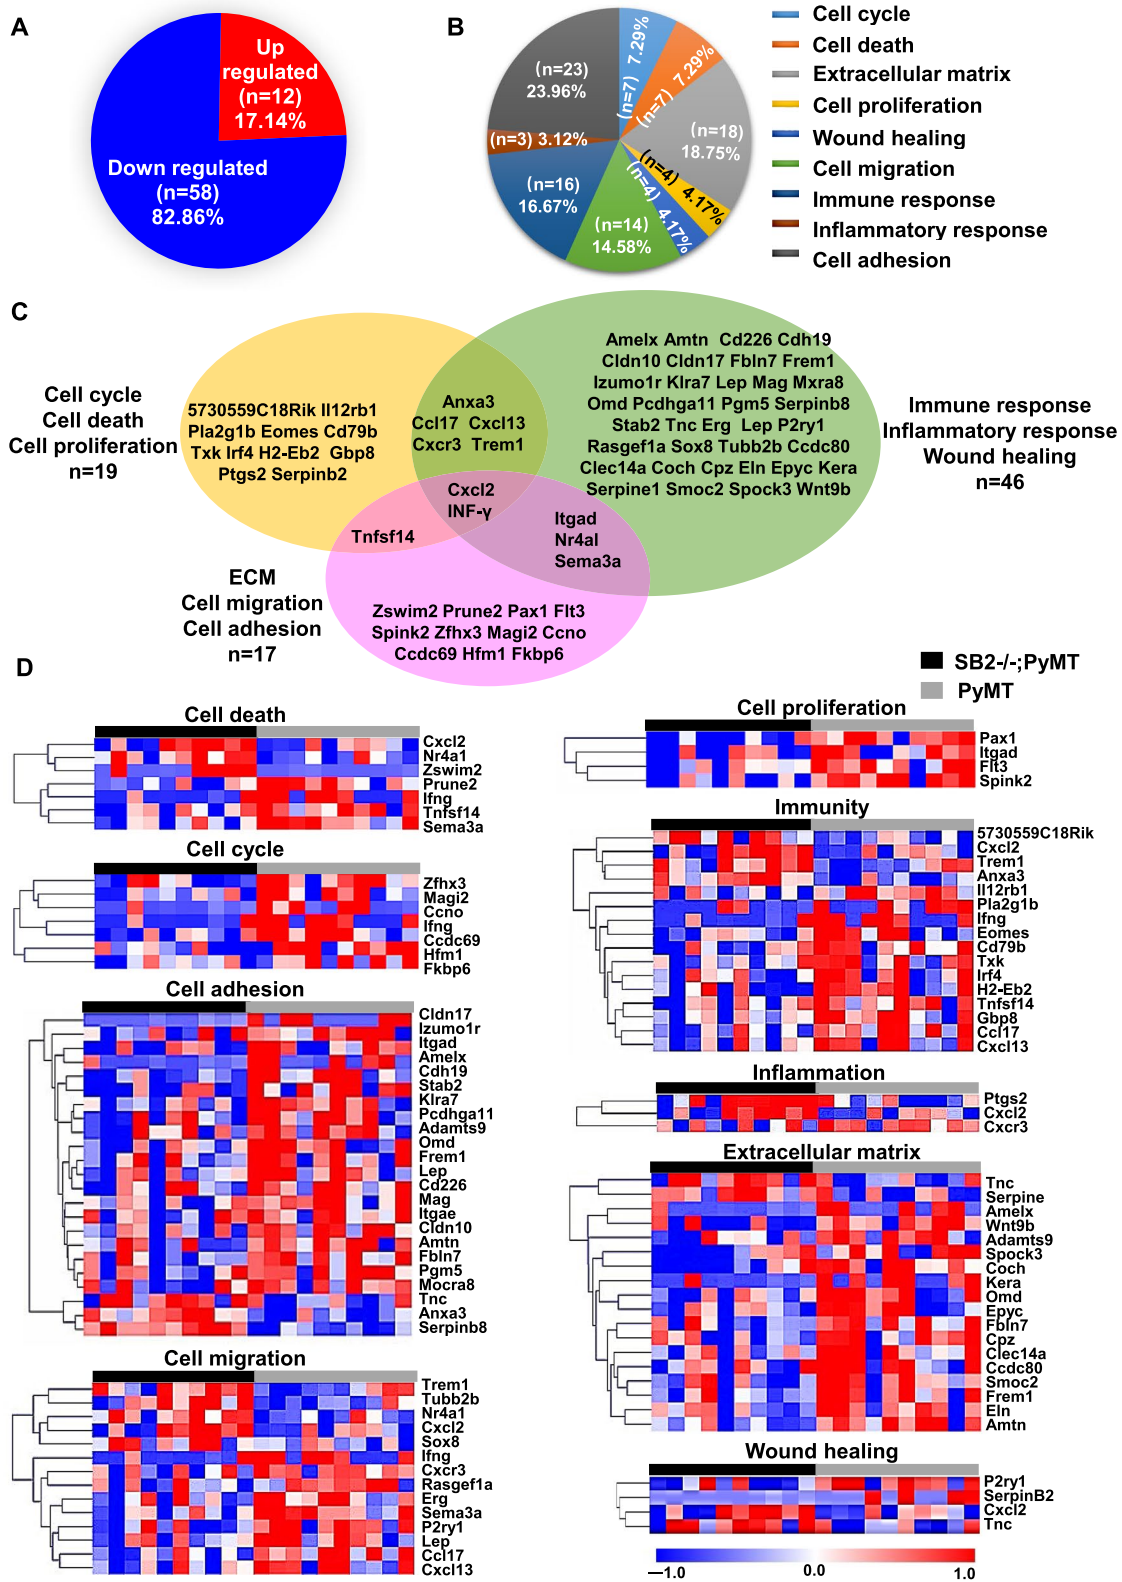 A
Up
regulated
(n=12)
17.14%
Down regulated
(n=58)
82.86%
B
(n=7) 7.29%
(n=7) 7.29%
(n=18)
18.75%
(n=4) 4.17%
(n=4) 4.17%
(n=14)
14.58%
(n=16)
16.67%
(n=3) 3.12%
(n=23)
23.96%
Cell cycle
Cell death
Extracellular matrix
Cell proliferation
Wound healing
Cell migration
Immune response
Inflammatory response
Cell adhesion
C
Cell cycle
Cell death
Cell proliferation
n=19
5730559C18Rik Il12rb1
Pla2g1b Eomes Cd79b
Txk Irf4 H2-Eb2 Gbp8
Ptgs2 Serpinb2
Anxa3
Ccl17 Cxcl13
Cxcr3 Trem1
Amelx Amtn Cd226 Cdh19
Cldn10 Cldn17 Fbln7 Frem1
Izumo1r Klra7 Lep Mag Mxra8
Omd Pcdhga11 Pgm5 Serpinb8
Stab2 Tnc Erg Lep P2ry1
Rasgef1a Sox8 Tubb2b Ccdc80
Clec14a Coch Cpz Eln Epyc Kera
Serpine1 Smoc2 Spock3 Wnt9b
Immune response
Inflammatory response
Wound healing
n=46
Cxcl2
INF-γ
Tnfsf14
Itgad
Nr4al
Sema3a
ECM
Cell migration
Cell adhesion
n=17
Zswim2 Prune2 Pax1 Flt3
Spink2 Zfhx3 Magi2 Ccno
Ccdc69 Hfm1 Fkbp6
D
SB2-/-;PyMT
PyMT
Cell death
Cxcl2
Nr4a1
Zswim2
Prune2
Ifng
Tnfsf14
Sema3a
Cell cycle
Zfhx3
Magi2
Ccno
Ifng
Ccdc69
Hfm1
Fkbp6
Cell adhesion
Cldn17
Izumo1r
Itgad
Amelx
Cdh19
Stab2
Klra7
Pcdhga11
Adamts9
Omd
Frem1
Lep
Cd226
Mag
Itgae
Cldn10
Amtn
Fbln7
Pgm5
Mocra8
Tnc
Anxa3
Serpinb8
Cell migration
Trem1
Tubb2b
Nr4a1
Cxcl2
Sox8
Ifng
Cxcr3
Rasgef1a
Erg
Sema3a
P2ry1
Lep
Ccl17
Cxcl13
Cell proliferation
Pax1
Itgad
Flt3
Spink2
Immunity
5730559C18Rik
Cxcl2
Trem1
Anxa3
Il12rb1
Pla2g1b
Ifng
Eomes
Cd79b
Txk
Irf4
H2-Eb2
Tnfsf14
Gbp8
Ccl17
Cxcl13
Inflammation
Ptgs2
Cxcl2
Cxcr3
Extracellular matrix
Tnc
Serpine
Amelx
Wnt9b
Adamts9
Spock3
Coch
Kera
Omd
Epyc
Fbln7
Cpz
Clec14a
Ccdc80
Smoc2
Frem1
Eln
Amtn
Wound healing
P2ry1
SerpinB2
Cxcl2
Tnc
—1.0 0.0 1.0